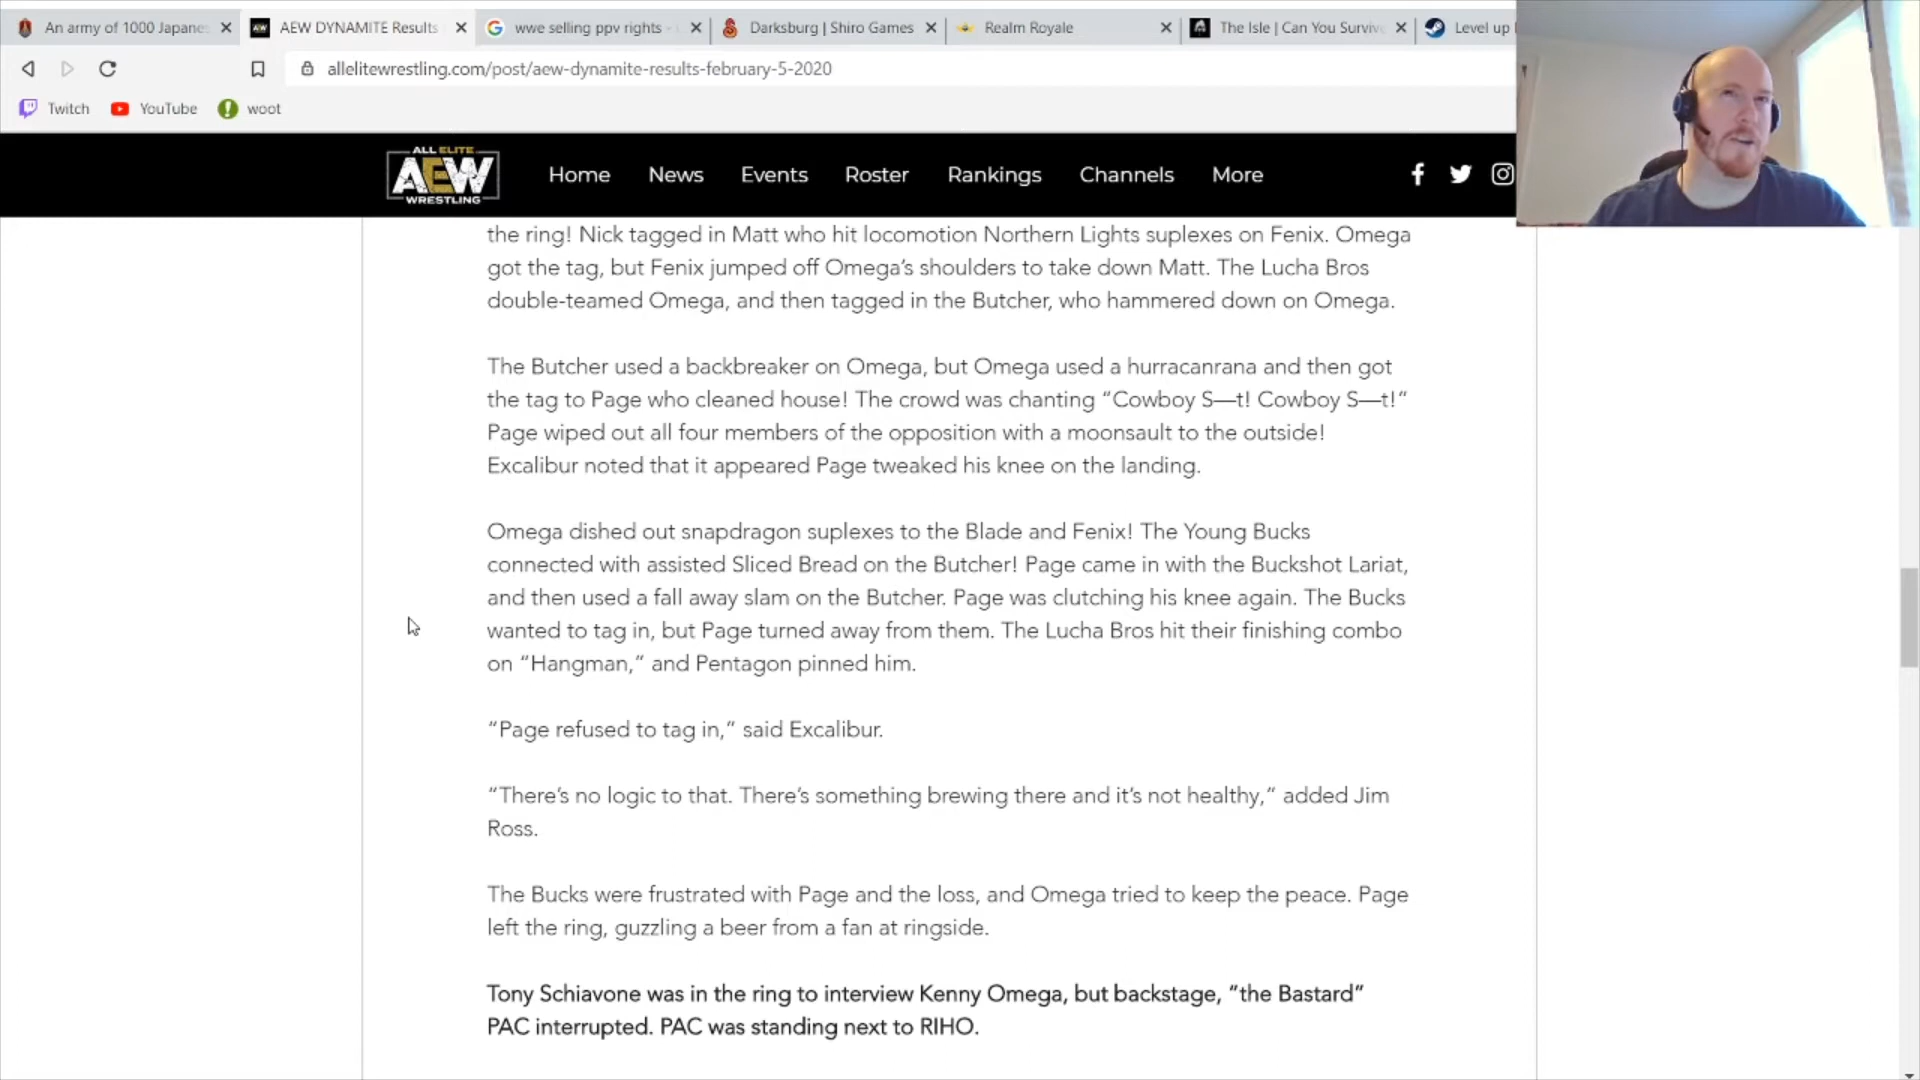 An army of 1000 Japanes
AEW DYNAMITE Results
wwe selling ppv rights -
Darksburg | Shiro Games
Realm Royale
The Isle | Can You Surviv
Level up
allelitewrestling.com/post/aew-dynamite-results-february-5-2020
Twitch
YouTube
woot
ALL ELITE
AEW
WRESTLING
Home
News
Events
Roster
Rankings
Channels
More
the ring! Nick tagged in Matt who hit locomotion Northern Lights suplexes on Fenix. Omega
got the tag, but Fenix jumped off Omega’s shoulders to take down Matt. The Lucha Bros
double-teamed Omega, and then tagged in the Butcher, who hammered down on Omega.
The Butcher used a backbreaker on Omega, but Omega used a hurracanrana and then got
the tag to Page who cleaned house! The crowd was chanting “Cowboy S—t! Cowboy S—t!”
Page wiped out all four members of the opposition with a moonsault to the outside!
Excalibur noted that it appeared Page tweaked his knee on the landing.
Omega dished out snapdragon suplexes to the Blade and Fenix! The Young Bucks
connected with assisted Sliced Bread on the Butcher! Page came in with the Buckshot Lariat,
and then used a fall away slam on the Butcher. Page was clutching his knee again. The Bucks
wanted to tag in, but Page turned away from them. The Lucha Bros hit their finishing combo
on “Hangman,” and Pentagon pinned him.
“Page refused to tag in,” said Excalibur.
“There’s no logic to that. There’s something brewing there and it’s not healthy,” added Jim
Ross.
The Bucks were frustrated with Page and the loss, and Omega tried to keep the peace. Page
left the ring, guzzling a beer from a fan at ringside.
Tony Schiavone was in the ring to interview Kenny Omega, but backstage, “the Bastard”
PAC interrupted. PAC was standing next to RIHO.